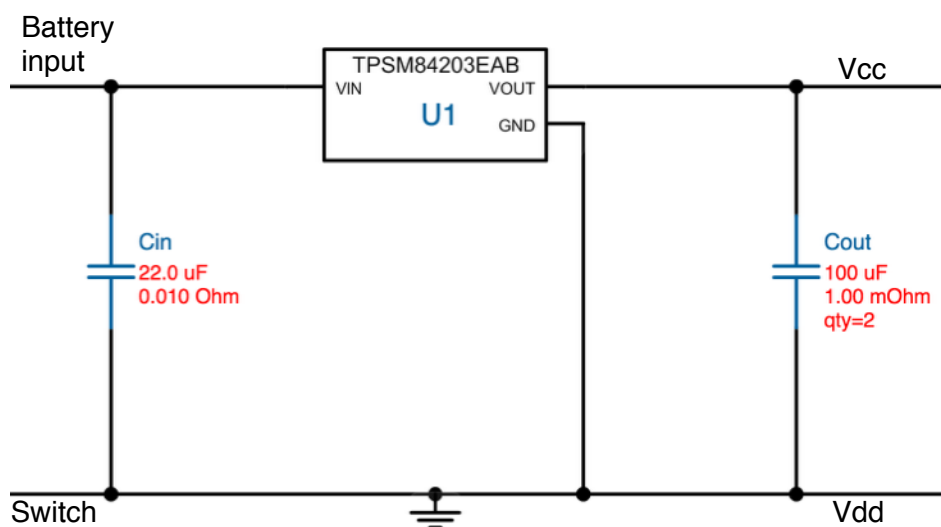 Battery
input
TPSM84203EAB
VIN
VOUT
U1
GND
Vcc
Cin
22.0 uF
0.010 Ohm
Cout
100 uF
1.00 mOhm
qty=2
Switch
Vdd